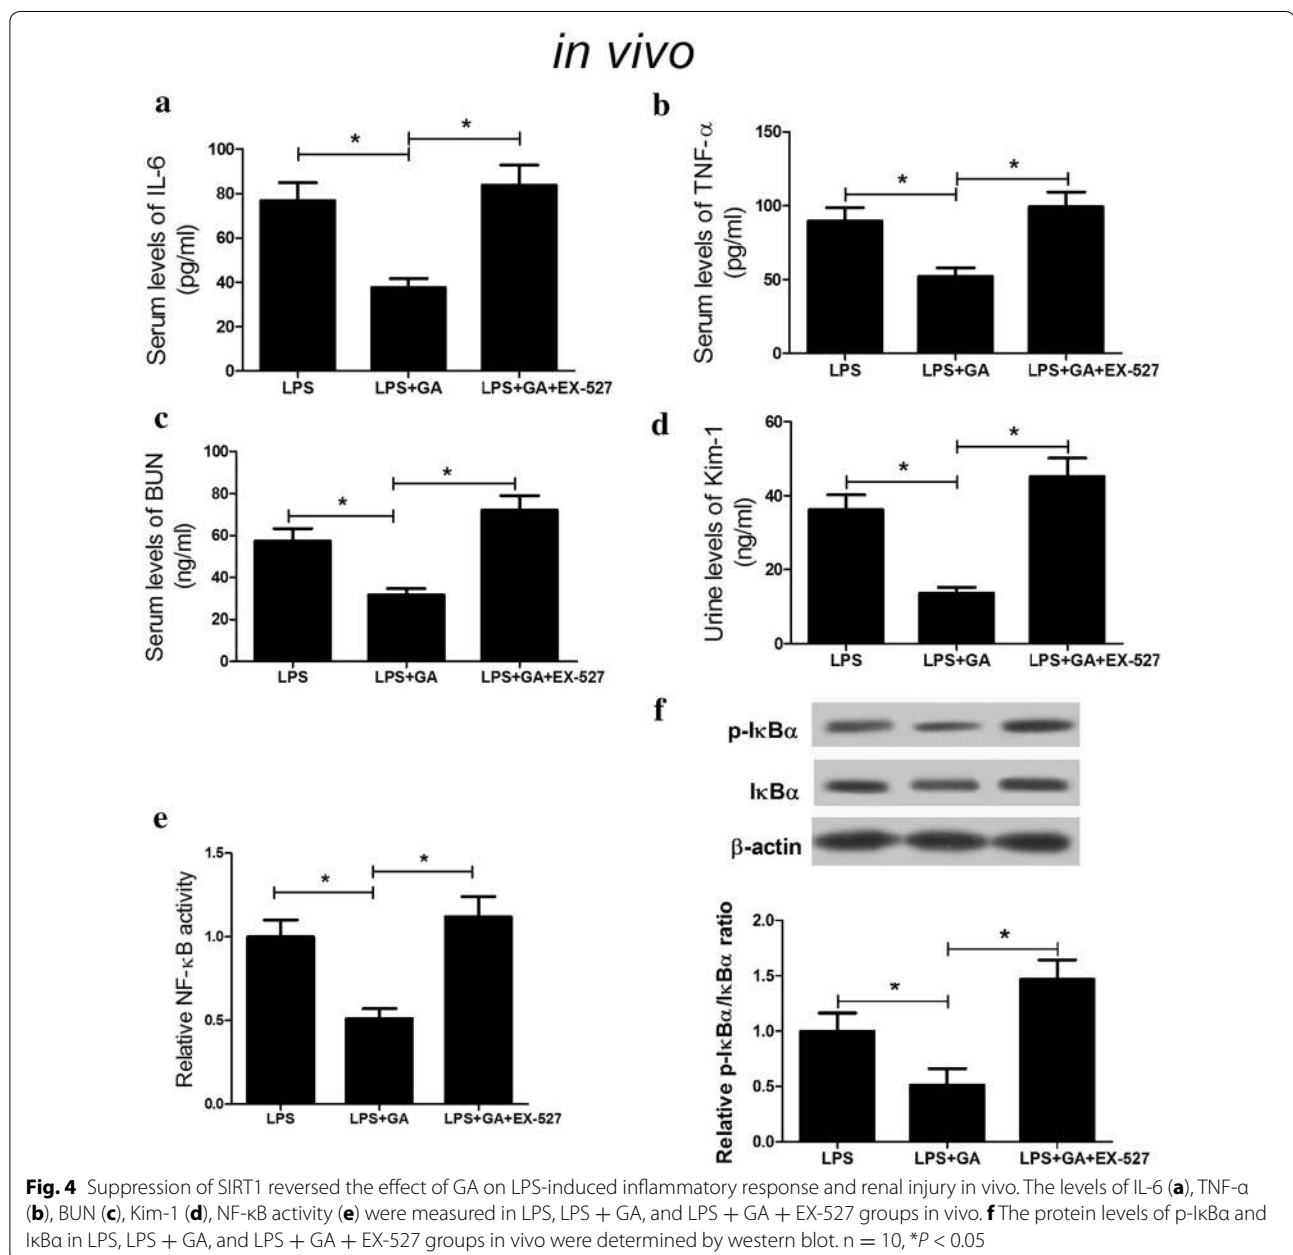 in vivo
a
Serum levels of IL-6
(pg/ml)
100
80
60
40
20
0
*
*
LPS
LPS+GA
LPS+GA+EX-527
b
Serum levels of TNF-α
(pg/ml)
150
100
50
0
*
*
LPS
LPS+GA
LPS+GA+EX-527
c
Serum levels of BUN
(ng/ml)
100
80
60
40
20
0
*
*
LPS
LPS+GA
LPS+GA+EX-527
d
Urine levels of Kim-1
(ng/ml)
60
40
20
0
*
*
LPS
LPS+GA
LPS+GA+EX-527
e
Relative NF-κB activity
1.5
1.0
0.5
0.0
*
*
LPS
LPS+GA
LPS+GA+EX-527
f
p-IκBα
IκBα
β-actin
Relative p-IκBα/IκBα ratio
2.0
1.5
1.0
0.5
0.0
*
*
LPS
LPS+GA
LPS+GA+EX-527
Fig. 4 Suppression of SIRT1 reversed the effect of GA on LPS-induced inflammatory response and renal injury in vivo. The levels of IL-6 (a), TNF-α
(b), BUN (c), Kim-1 (d), NF-κB activity (e) were measured in LPS, LPS + GA, and LPS + GA + EX-527 groups in vivo. f The protein levels of p-IκBα and
IκBα in LPS, LPS + GA, and LPS + GA + EX-527 groups in vivo were determined by western blot. n = 10, *P < 0.05